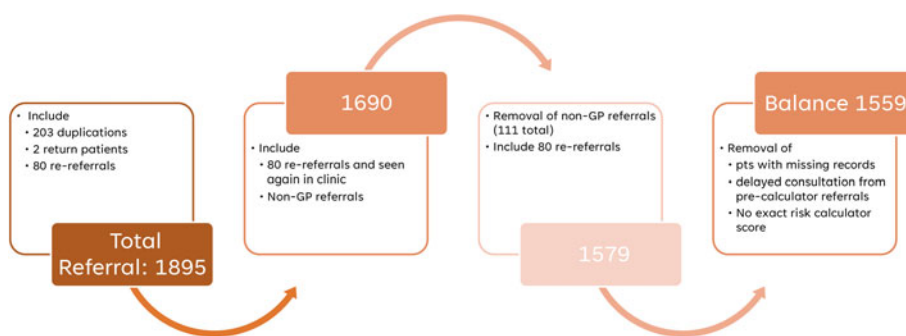 • Include
• 203 duplications
• 2 return patients
• 80 re-referrals
Total
Referral: 1895
1690
• Include
• 80 re-referrals and seen
again in clinic
• Non-GP referrals
• Removal of non-GP referrals
(111 total)
• Include 80 re-referrals
1579
Balance 1559
• Removal of
• pts with missing records
• delayed consultation from
pre-calculator referrals
• No exact risk calculator
score